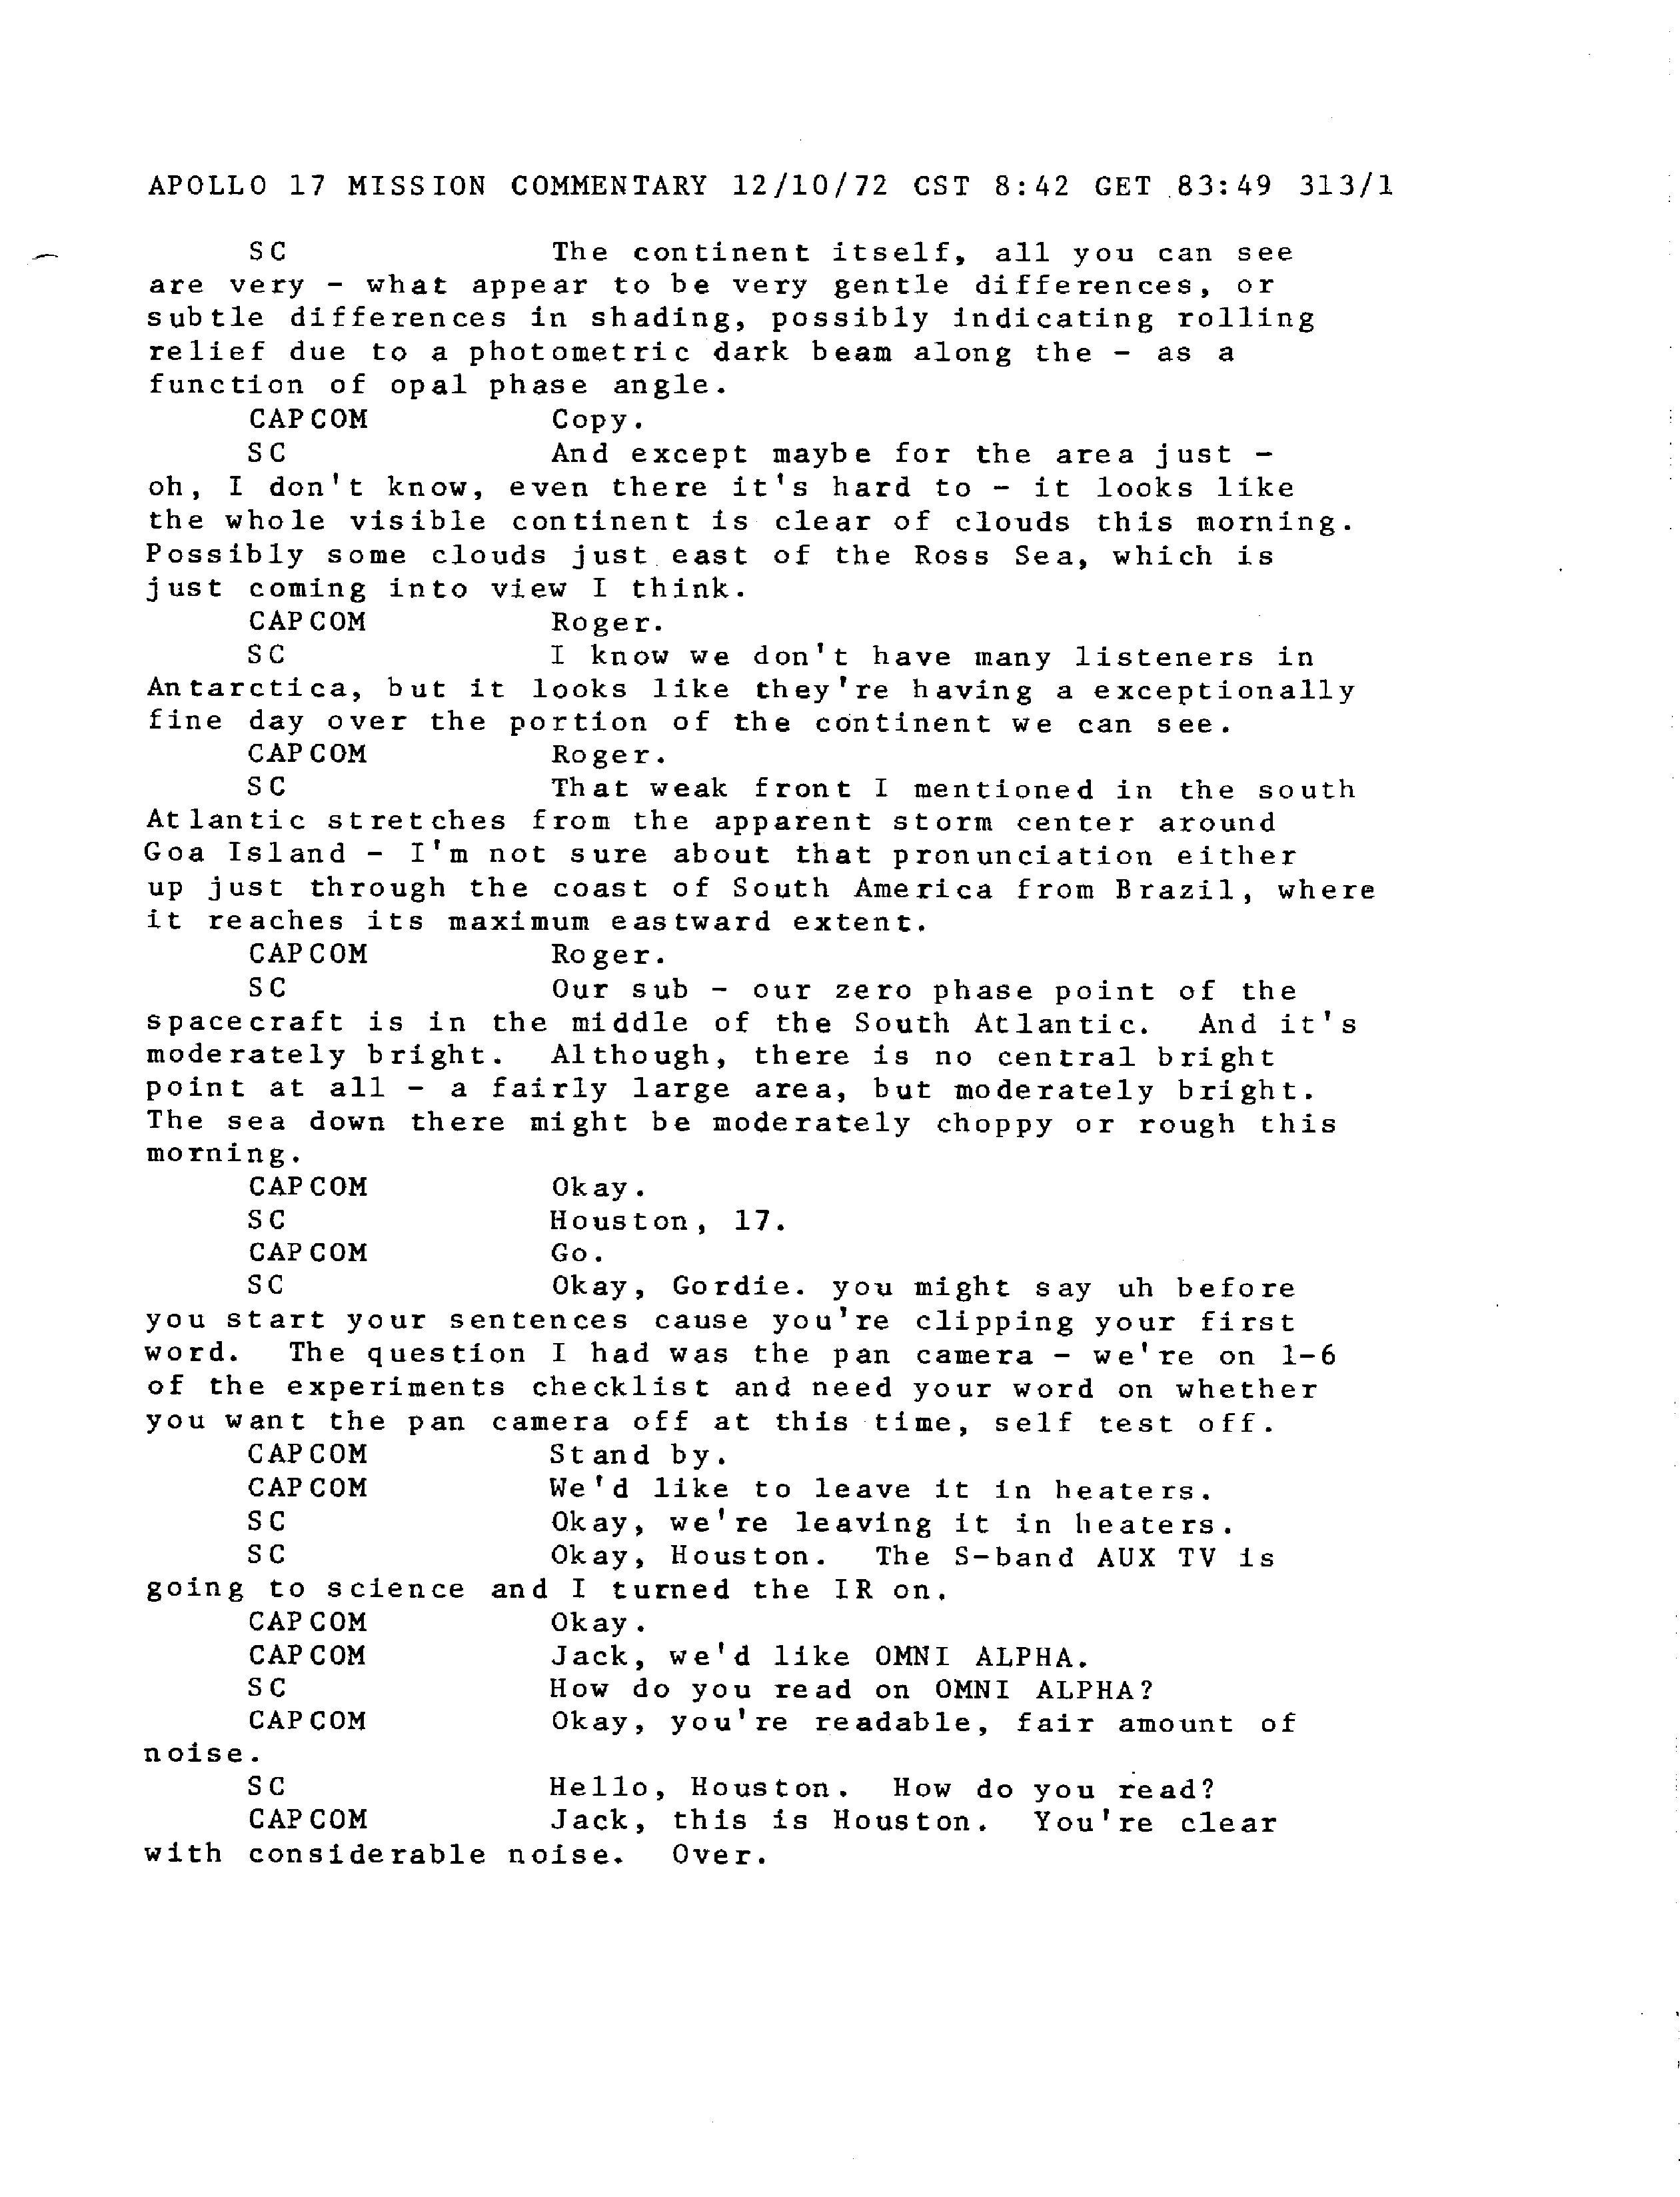 APOLLO 17 MISSION COMMENTARY 12/10/72 CST 8:42 GET 83:49 313/1
SC The continent itself, all you can see
are very - what appear to be very gentle differences, or
subtle differences in shading, possibly indicating rolling
relief due to a photometric dark beam along the - as a
function of opal phase angle.
CAPCOM Copy.
SC And except maybe for the area just -
oh, I don't know, even there it's hard to - it looks like
the whole visible continent is clear of clouds this morning.
Possibly some clouds just east of the Ross Sea, which is
just coming into view I think.
CAPCOM Roger.
SC I know we don't have many listeners in
Antarctica, but it looks like they're having a exceptionally
fine day over the portion of the continent we can see.
CAPCOM Roger.
SC That weak front I mentioned in the south
Atlantic stretches from the apparent storm center around
Goa Island - I'm not sure about that pronunciation either
up just through the coast of South America from Brazil, where
it reaches its maximum eastward extent.
CAPCOM Roger.
SC Our sub - our zero phase point of the
spacecraft is in the middle of the South Atlantic. And it's
moderately bright. Although, there is no central bright
point at all - a fairly large area, but moderately bright.
The sea down there might be moderately choppy or rough this
morning.
CAPCOM Okay.
SC Houston, 17.
CAPCOM Go.
SC Okay, Gordie. you might say uh before
you start your sentences cause you're clipping your first
word. The question I had was the pan camera - we're on 1-6
of the experiments checklist and need your word on whether
you want the pan camera off at this time, self test off.
CAPCOM Stand by.
CAPCOM We'd like to leave it in heaters.
SC Okay, we're leaving it in heaters.
SC Okay, Houston. The S-band AUX TV is
going to science and I turned the IR on.
CAPCOM Okay.
CAPCOM Jack, we'd like OMNI ALPHA.
SC How do you read on OMNI ALPHA?
CAPCOM Okay, you're readable, fair amount of
noise.
SC Hello, Houston. How do you read?
CAPCOM Jack, this is Houston. You're clear
with considerable noise. Over.